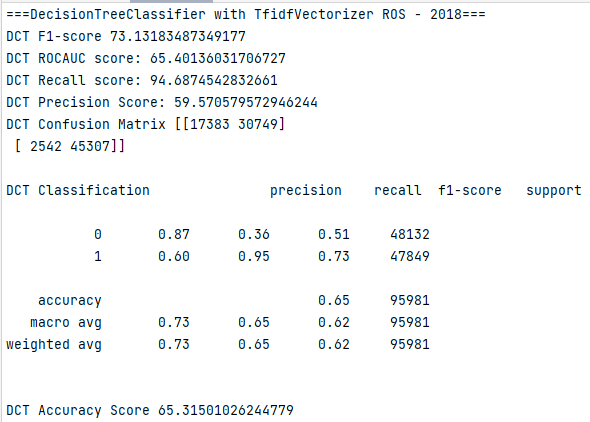 ===DecisionTreeClassifier with TfidfVectorizer ROS - 2018===
DCT F1-score 73.13183487349177
DCT ROCAUC score: 65.40136031706727
DCT Recall score: 94.6874542832661
DCT Precision Score: 59.570579572946244
DCT Confusion Matrix [[17383 30749]
 [ 2542 45307]]
DCT Classification               precision    recall  f1-score   support
           0       0.87      0.36      0.51     48132
           1       0.60      0.95      0.73     47849
    accuracy                           0.65     95981
   macro avg       0.73      0.65      0.62     95981
weighted avg       0.73      0.65      0.62     95981
DCT Accuracy Score 65.31501026244779